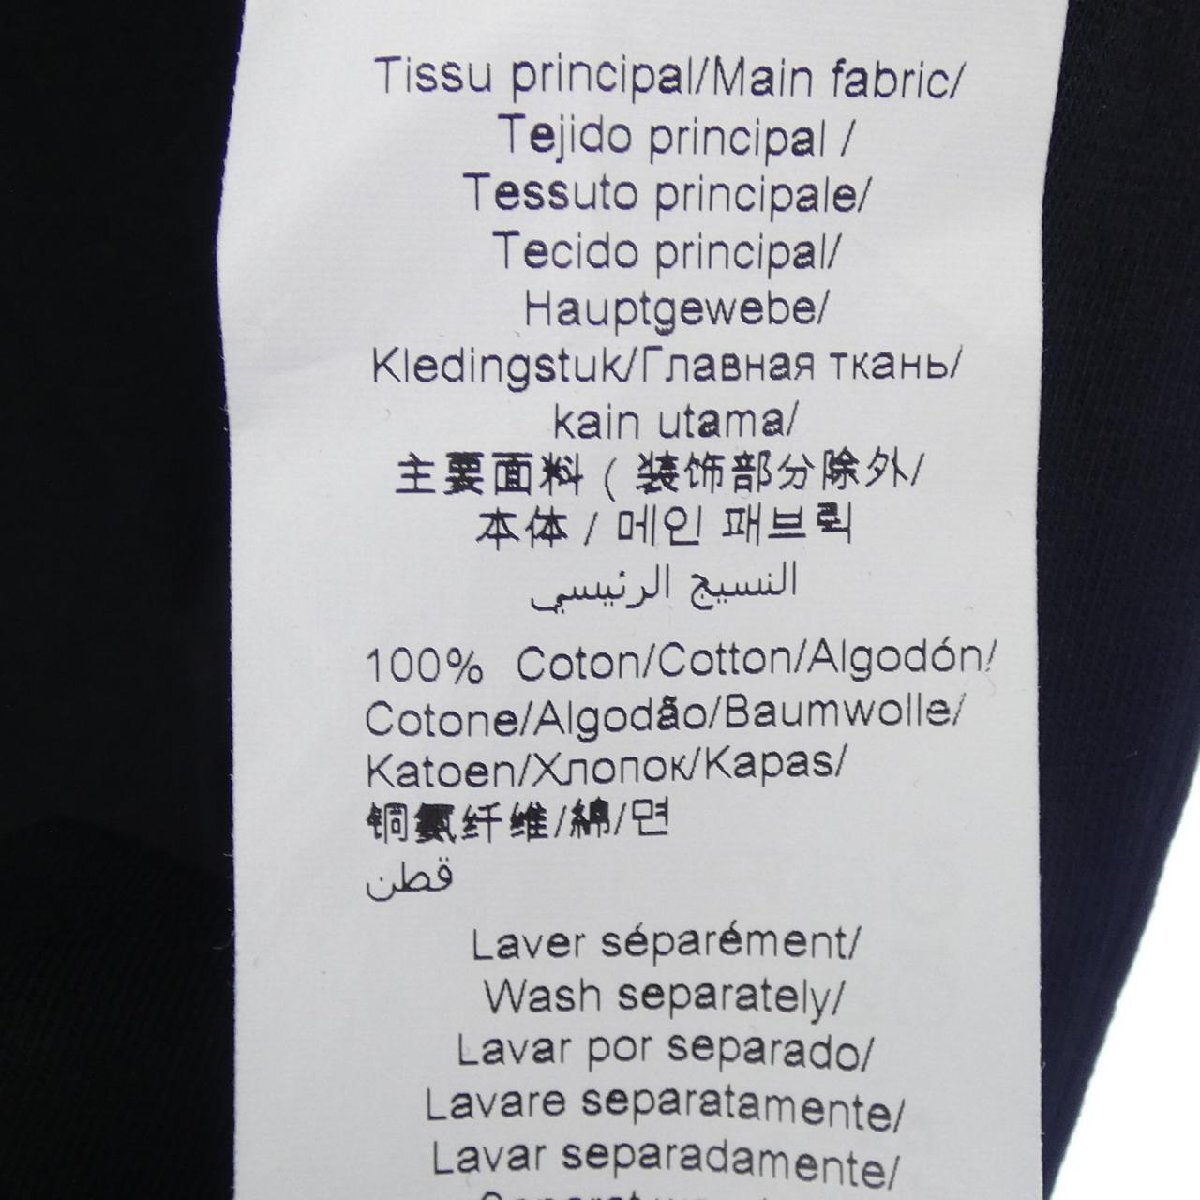 Tissu principal/Main fabric/
Tejido principal /
Tessuto principale/
Tecido principal/
Hauptgewebe/
Kledingstuk/Главная ткань/
kain utama/
主要面料 ( 装饰部分除外/
本体 / 메인 패브릭
النسيج الرئيسي
100% Coton/Cotton/Algodón/
Cotone/Algodão/Baumwolle/
Katoen/Хлопок/Kapas/
铜氨纤维/綿/면
قطن
Laver séparément/
Wash separately/
Lavar por separado/
Lavare separatamente/
Lavar separadamente/